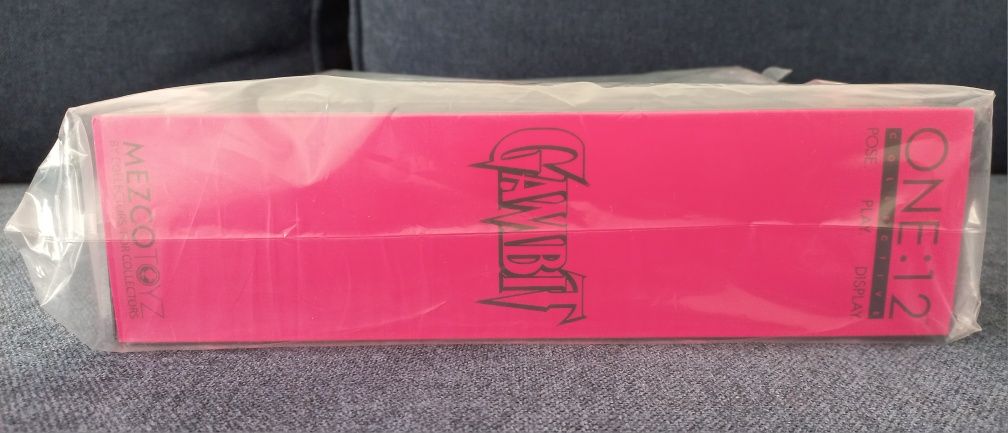 ONE:12
COLLECTIVE
POSE PLAY DISPLAY
GAMBIT
MEZCO TOYZ
BY COLLECTORS FOR COLLECTORS